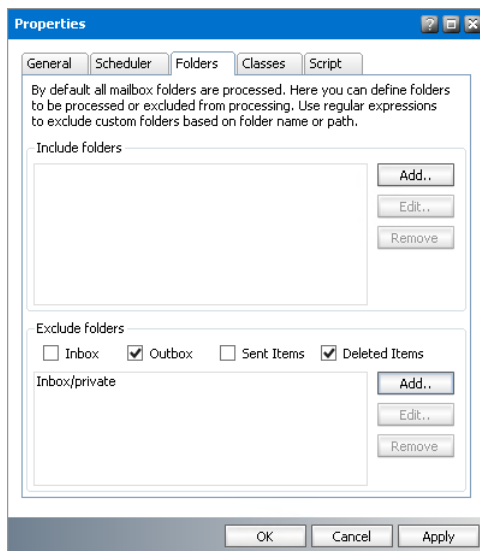 Properties
General Scheduler Folders Classes Script
By default all mailbox folders are processed. Here you can define folders
to be processed or excluded from processing. Use regular expressions
to exclude custom folders based on folder name or path.
Include folders
Add..
Edit..
Remove
Exclude folders
Inbox Outbox Sent Items Deleted Items
Inbox/private
Add..
Edit..
Remove
OK Cancel Apply